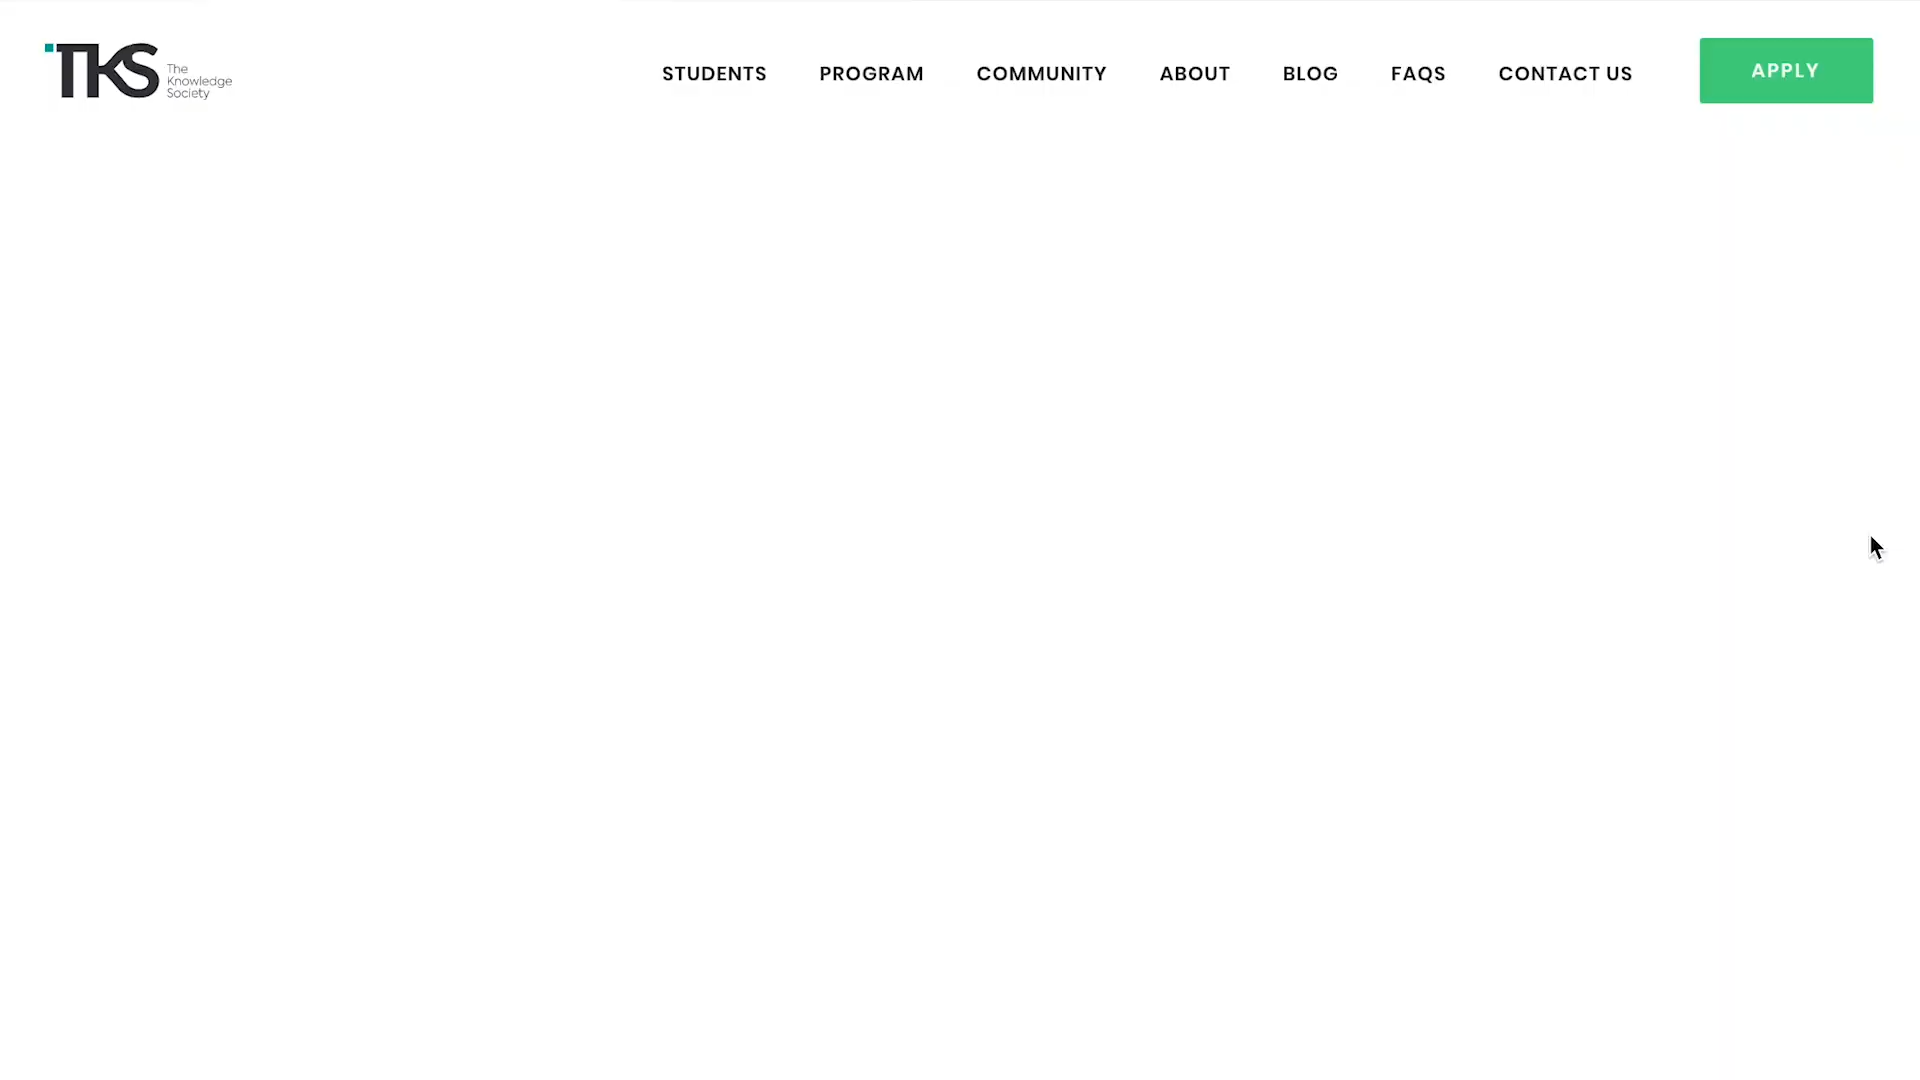 TKS
The
Knowledge
Society
STUDENTS PROGRAM COMMUNITY ABOUT BLOG FAQS CONTACT US APPLY